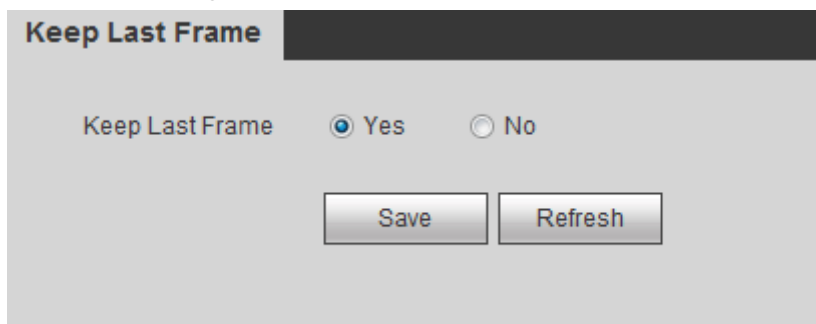 Keep Last Frame
Keep Last Frame Yes No
Save Refresh